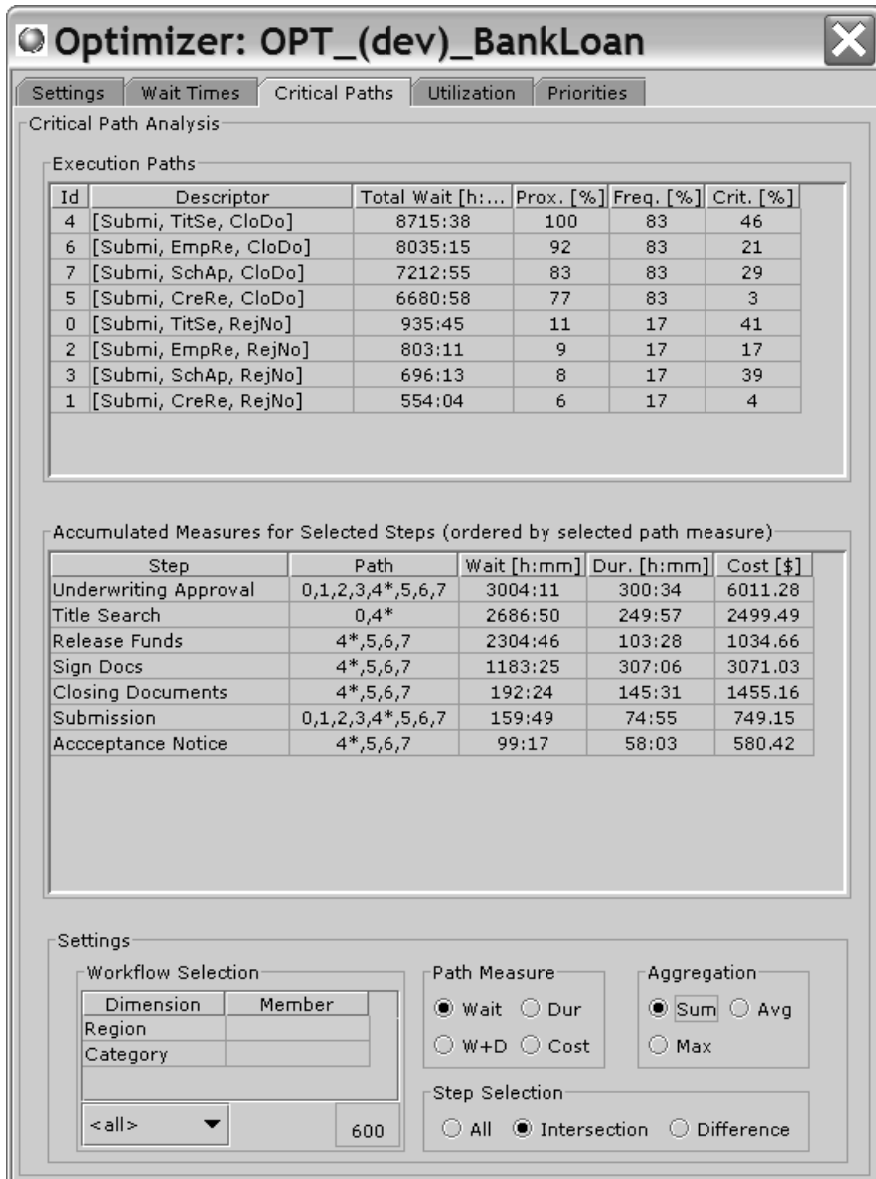 Optimizer: OPT_(dev)_BankLoan
Settings Wait Times Critical Paths Utilization Priorities
Critical Path Analysis
Execution Paths
Id Descriptor Total Wait [h:... Prox. [%] Freq. [%] Crit. [%]
4 [Submi, TitSe, CloDo] 8715:38 100 83 46
6 [Submi, EmpRe, CloDo] 8035:15 92 83 21
7 [Submi, SchAp, CloDo] 7212:55 83 83 29
5 [Submi, CreRe, CloDo] 6680:58 77 83 3
0 [Submi, TitSe, RejNo] 935:45 11 17 41
2 [Submi, EmpRe, RejNo] 803:11 9 17 17
3 [Submi, SchAp, RejNo] 696:13 8 17 39
1 [Submi, CreRe, RejNo] 554:04 6 17 4
Accumulated Measures for Selected Steps (ordered by selected path measure)
Step Path Wait [h:mm] Dur. [h:mm] Cost [$]
Underwriting Approval 0,1,2,3,4*,5,6,7 3004:11 300:34 6011.28
Title Search 0,4* 2686:50 249:57 2499.49
Release Funds 4*,5,6,7 2304:46 103:28 1034.66
Sign Docs 4*,5,6,7 1183:25 307:06 3071.03
Closing Documents 4*,5,6,7 192:24 145:31 1455.16
Submission 0,1,2,3,4*,5,6,7 159:49 74:55 749.15
Accceptance Notice 4*,5,6,7 99:17 58:03 580.42
Settings
Workflow Selection Path Measure Aggregation
Dimension Member Wait Dur Sum Avg
Region
Category W+D Cost Max
Step Selection
<all> 600 All Intersection Difference